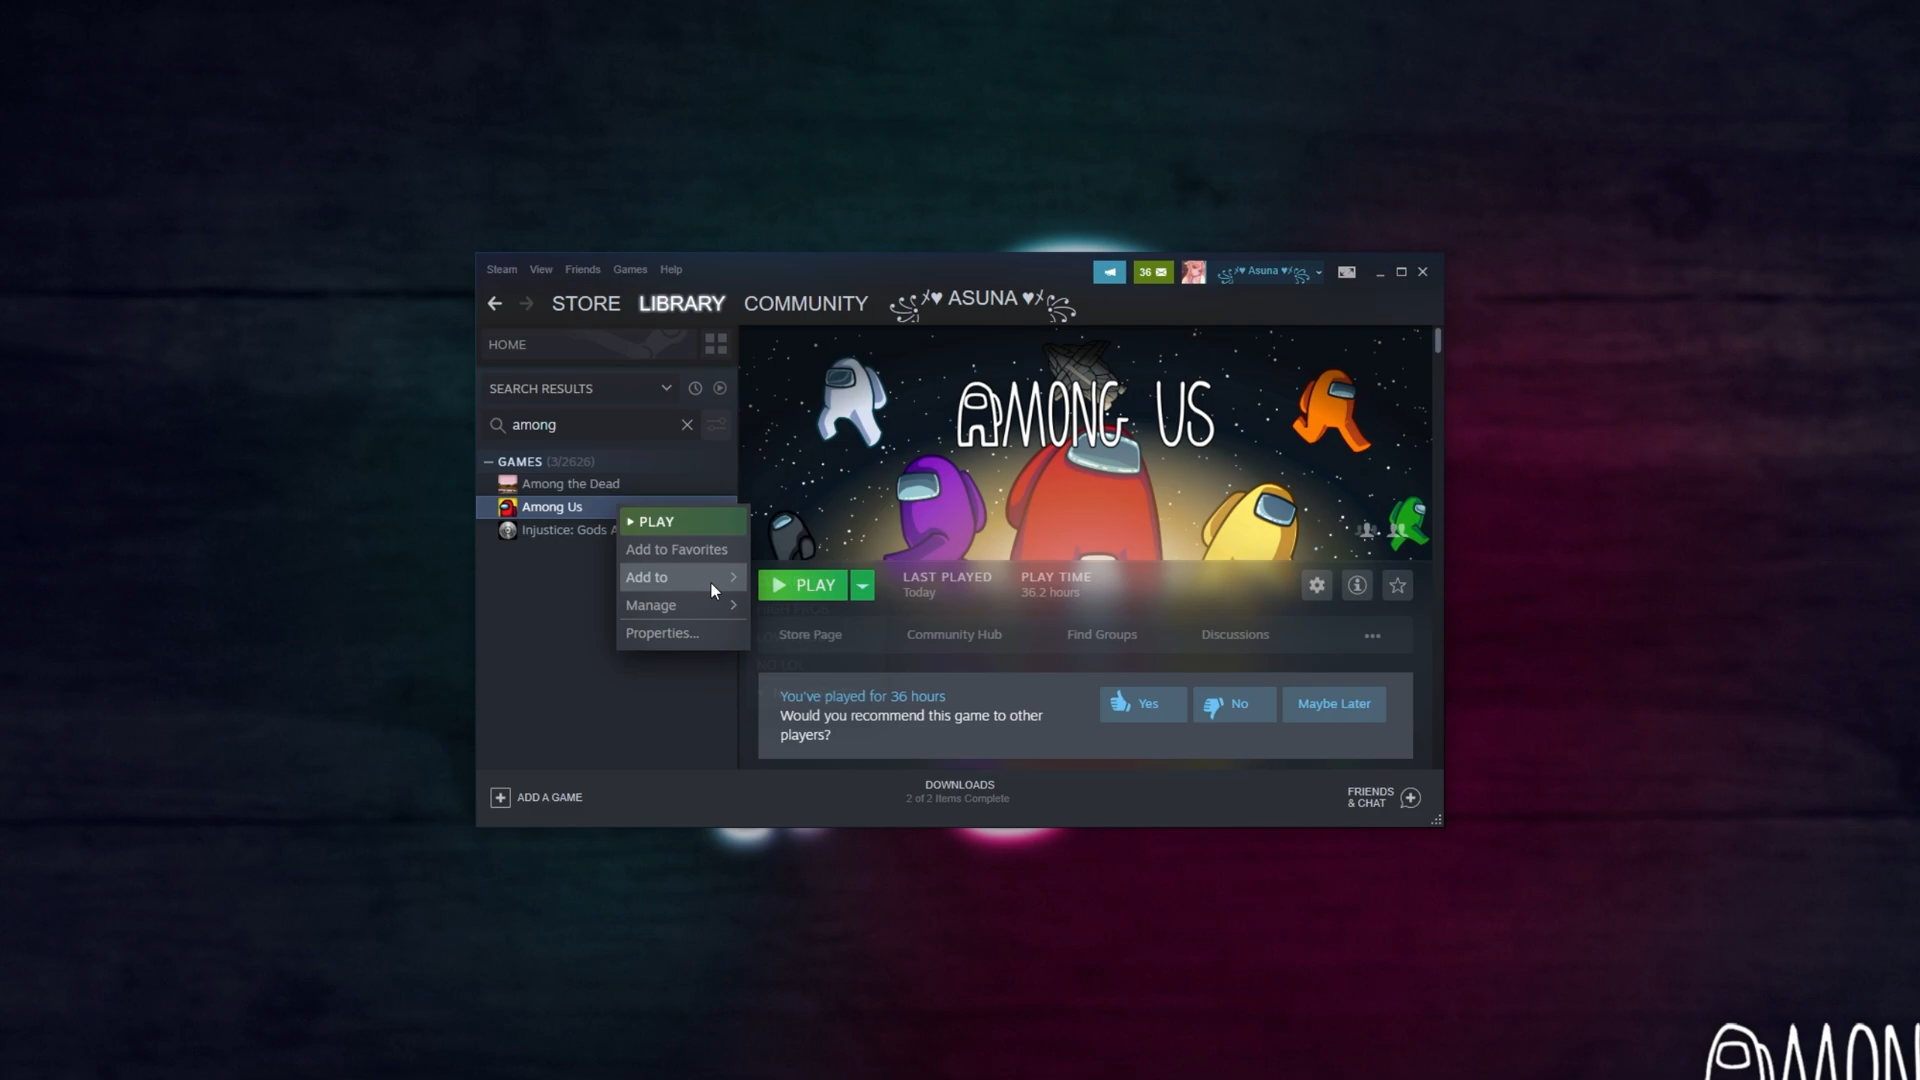 Steam View Friends Games Help
36
Asuna
STORE LIBRARY COMMUNITY ASUNA
HOME
SEARCH RESULTS
among
GAMES (3/2626)
Among the Dead
Among Us
Injustice: Gods A
PLAY
Add to Favorites
Add to
Manage
Properties...
AMONG US
PLAY
LAST PLAYED
Today
PLAY TIME
36.2 hours
Store Page
Community Hub
Find Groups
Discussions
You've played for 36 hours
Would you recommend this game to other
players?
Yes
No
Maybe Later
ADD A GAME
DOWNLOADS
2 of 2 Items Complete
FRIENDS
& CHAT
AMON